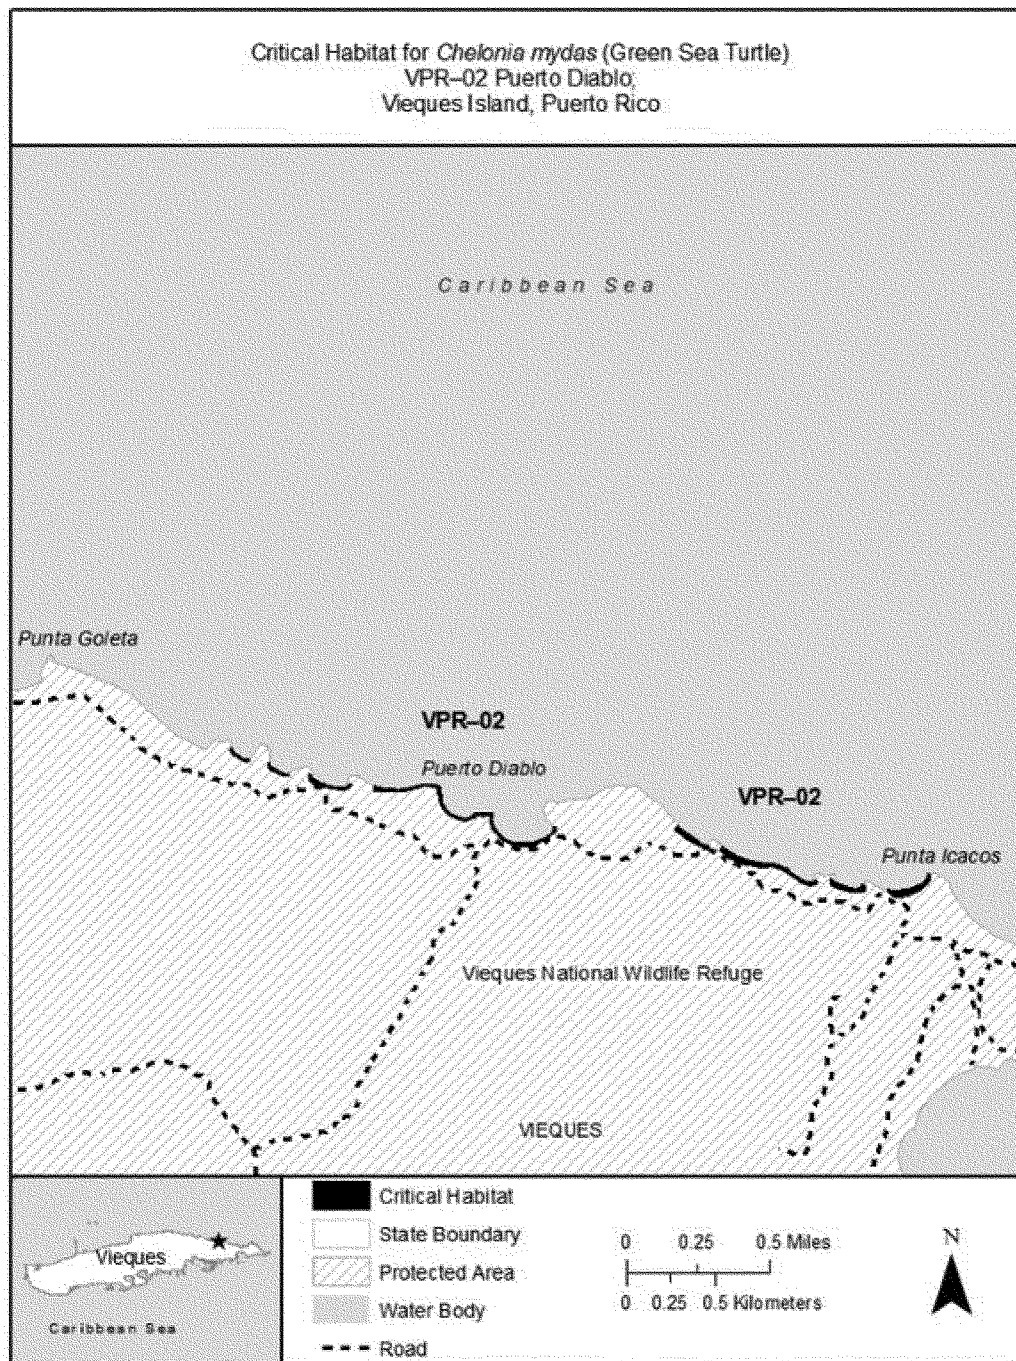 Critical Habitat for Chelonia mydas (Green Sea Turtle)
VPR–02 Puerto Diablo,
Vieques Island, Puerto Rico
Caribbean Sea
Punta Goleta
VPR–02
Puerto Diablo
VPR–02
Punta Icacos
Vieques National Wildlife Refuge
VIEQUES
Vieques
Caribbean Sea
Critical Habitat
State Boundary
Protected Area
Water Body
Road
0 0.25 0.5 Miles
0 0.25 0.5 Kilometers
N